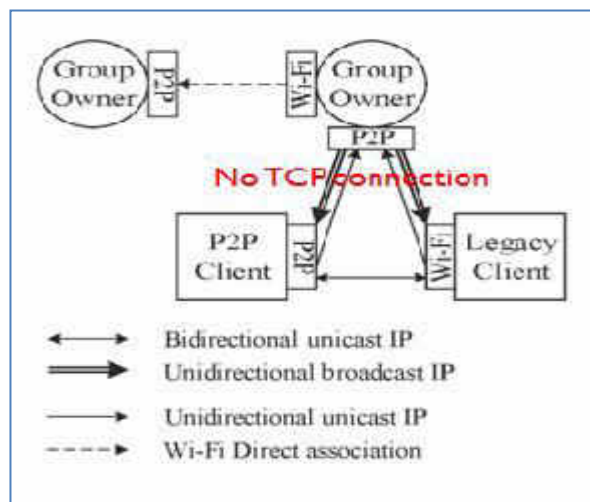 Group
Owner
P2P
Wi-Fi
Group
Owner
P2P
No TCP connection
P2P
Client
P2P
Wi-Fi
Legacy
Client
Bidirectional unicast IP
Unidirectional broadcast IP
Unidirectional unicast IP
Wi-Fi Direct association